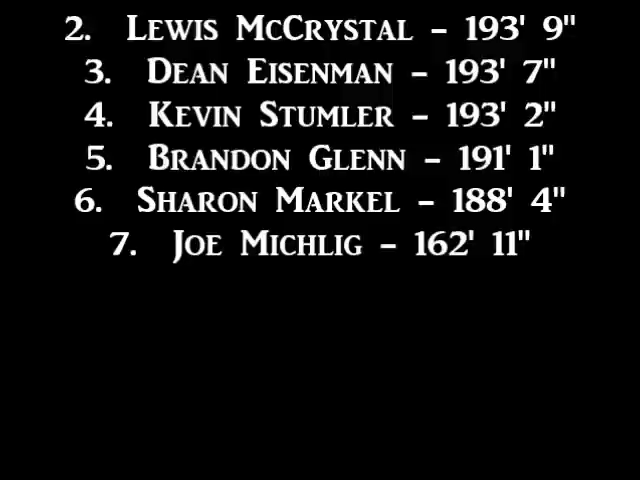 2. Lewis McCrystal – 193' 9"
3. Dean Eisenman – 193' 7"
4. Kevin Stumler – 193' 2"
5. Brandon Glenn – 191' 1"
6. Sharon Markel – 188' 4"
7. Joe Michlig – 162' 11"